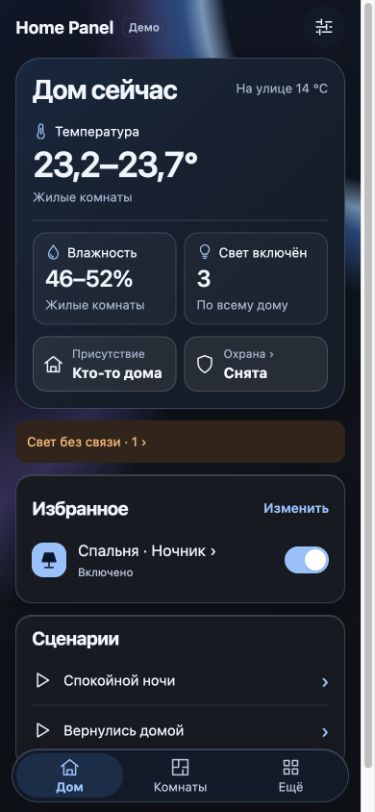 Home Panel Демо
Дом сейчас
На улице 14 °C
Температура
23,2–23,7°
Жилые комнаты
Влажность
46–52%
Жилые комнаты
Свет включён
3
По всему дому
Присутствие
Кто-то дома
Охрана ›
Снята
Свет без связи · 1 ›
Избранное
Изменить
Спальня · Ночник ›
Включено
Сценарии
Спокойной ночи ›
Вернулись домой ›
Дом
Комнаты
Ещё